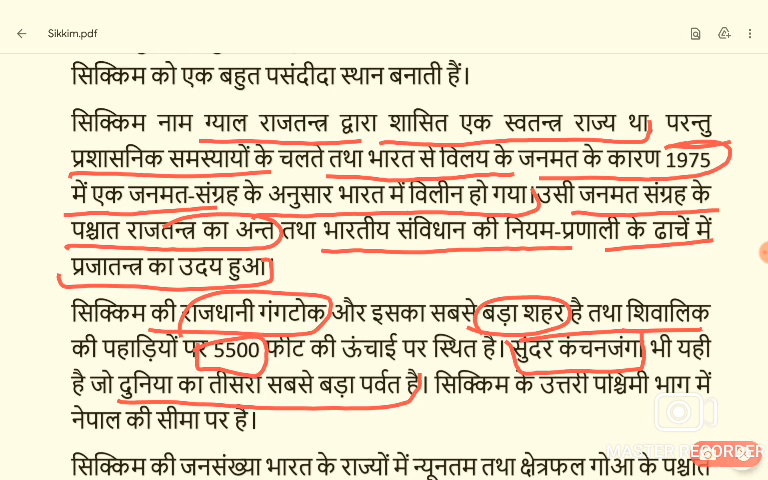 Sikkim.pdf
सिक्किम को एक बहुत पसंदीदा स्थान बनाती हैं।
सिक्किम नाम ग्याल राजतन्त्र द्वारा शासित एक स्वतन्त्र राज्य था, परन्तु
प्रशासनिक समस्यायों के चलते तथा भारत से विलय के जनमत के कारण 1975
में एक जनमत-संग्रह के अनुसार भारत में विलीन हो गया। उसी जनमत संग्रह के
पश्चात राजतन्त्र का अन्त तथा भारतीय संविधान की नियम-प्रणाली के ढाचें में
प्रजातन्त्र का उदय हुआ।
सिक्किम की राजधानी गंगटोक और इसका सबसे बड़ा शहर है तथा शिवालिक
की पहाड़ियों पर 5500 फीट की ऊंचाई पर स्थित है। सुंदर कंचनजंगा भी यही
है जो दुनिया का तीसरा सबसे बड़ा पर्वत है। सिक्किम के उत्तरी पश्चिमी भाग में
नेपाल की सीमा पर है।
सिक्किम की जनसंख्या भारत के राज्यों में न्यूनतम तथा क्षेत्रफल गोआ के पश्चात
MASTER RECORDER